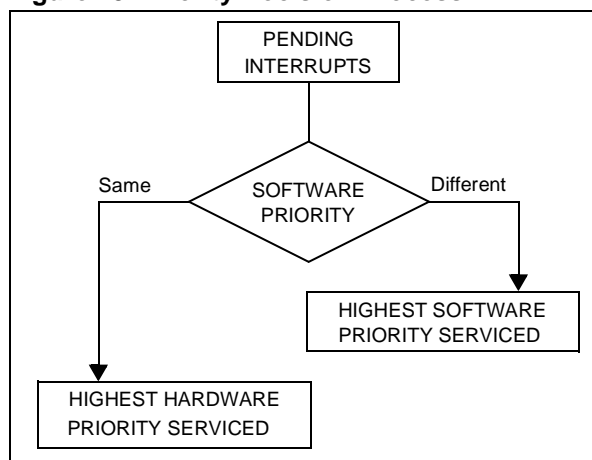 PENDING
INTERRUPTS
Same
SOFTWARE
PRIORITY
Different
HIGHEST SOFTWARE
PRIORITY SERVICED
HIGHEST HARDWARE
PRIORITY SERVICED